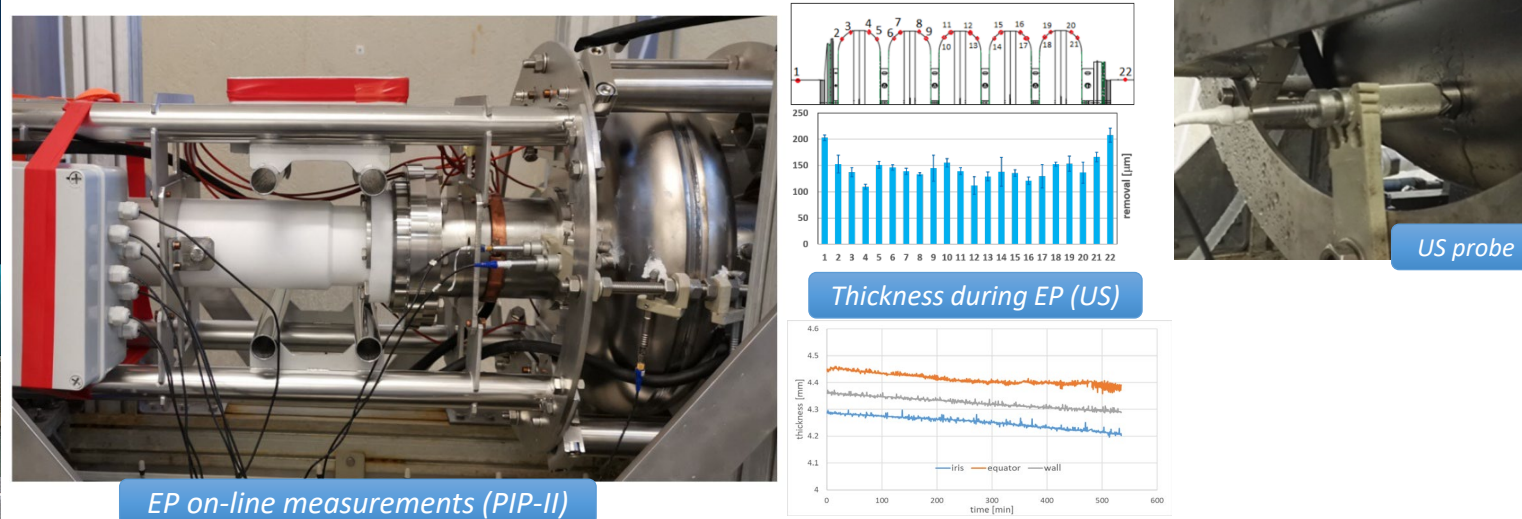 EP on-line measurements (PIP-II)
1 2 3 4 5 6 7 8 9 10 11 12 13 14 15 16 17 18 19 20 21 22
250
200
150
100
50
0
removal [µm]
1 2 3 4 5 6 7 8 9 10 11 12 13 14 15 16 17 18 19 20 21 22
Thickness during EP (US)
4.6
4.5
4.4
4.3
4.2
4.1
4
thickness [mm]
iris equator wall
0 100 200 300 400 500 600
time [min]
US probe